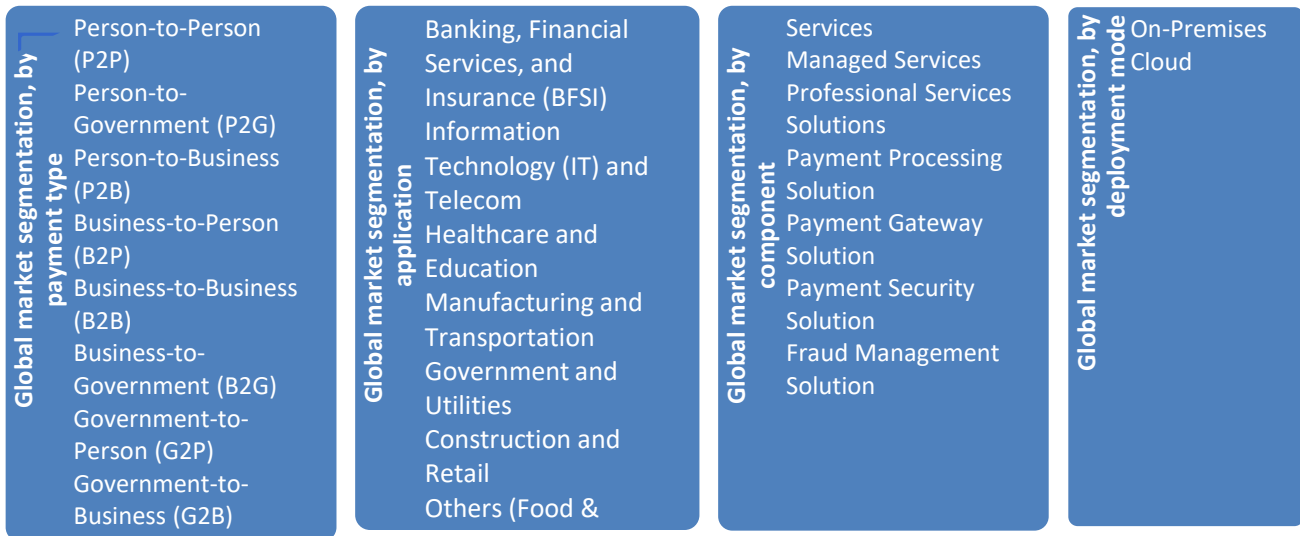 Global market segmentation, by
payment type
Person-to-Person
(P2P)
Person-to-
Government (P2G)
Person-to-Business
(P2B)
Business-to-Person
(B2P)
Business-to-Business
(B2B)
Business-to-
Government (B2G)
Government-to-
Person (G2P)
Government-to-
Business (G2B)
Global market segmentation, by
application
Banking, Financial
Services, and
Insurance (BFSI)
Information
Technology (IT) and
Telecom
Healthcare and
Education
Manufacturing and
Transportation
Government and
Utilities
Construction and
Retail
Others (Food &
Global market segmentation, by
component
Services
Managed Services
Professional Services
Solutions
Payment Processing
Solution
Payment Gateway
Solution
Payment Security
Solution
Fraud Management
Solution
Global market segmentation, by
deployment mode
On-Premises
Cloud